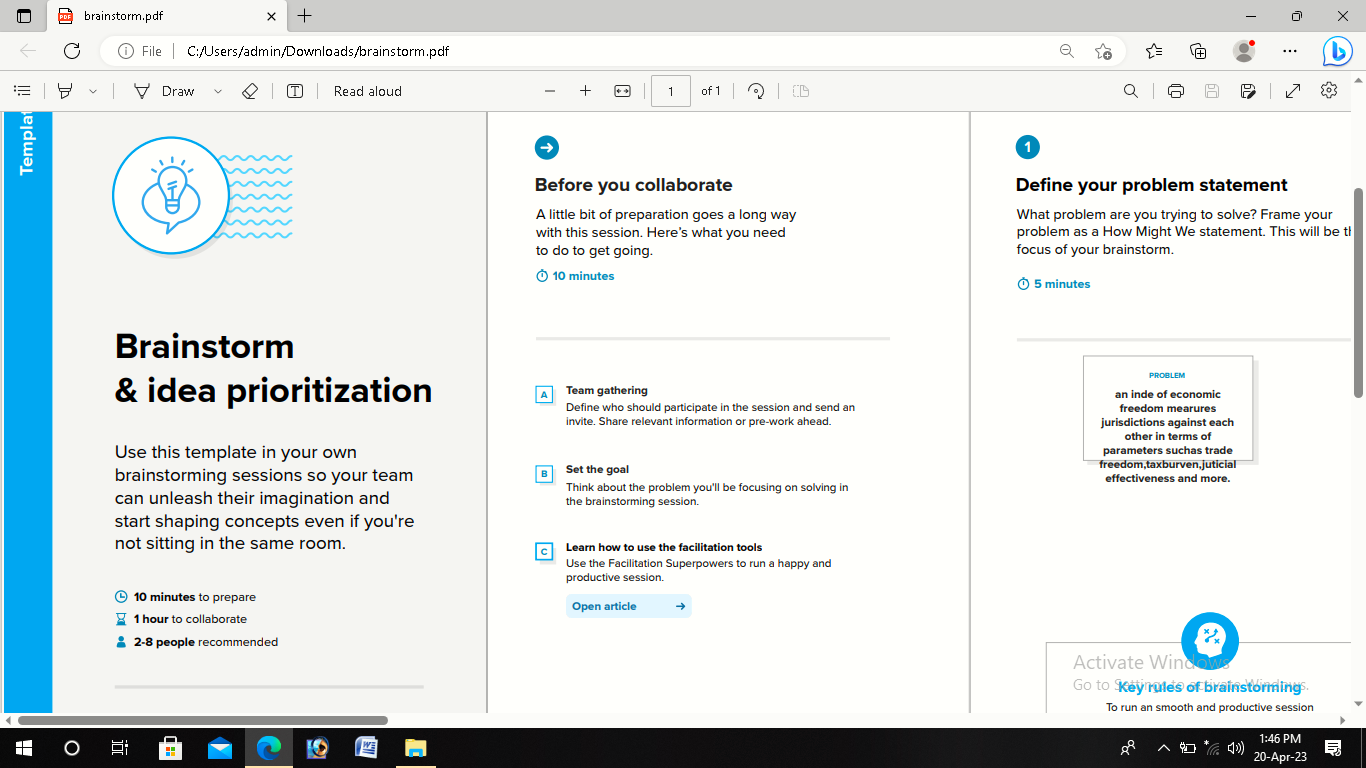 brainstorm.pdf
File
C:/Users/admin/Downloads/brainstorm.pdf
Draw
Read aloud
1
of 1
Brainstorm
& idea prioritization
Use this template in your own
brainstorming sessions so your team
can unleash their imagination and
start shaping concepts even if you're
not sitting in the same room.
10 minutes to prepare
1 hour to collaborate
2-8 people recommended
Before you collaborate
A little bit of preparation goes a long way
with this session. Here's what you need
to do to get going.
10 minutes
A
Team gathering
Define who should participate in the session and send an
invite. Share relevant information or pre-work ahead.
B
Set the goal
Think about the problem you'll be focusing on solving in
the brainstorming session.
C
Learn how to use the facilitation tools
Use the Facilitation Superpowers to run a happy and
productive session.
Open article
1
Define your problem statement
What problem are you trying to solve? Frame your
problem as a How Might We statement. This will be th
focus of your brainstorm.
5 minutes
PROBLEM
an inde of economic
freedom mearures
jurisdictions against each
other in terms of
parameters suchas trade
freedom,taxburven,juticial
effectiveness and more.
Activate Windows
Go to Settings to activate Windows.
Key rules of brainstorming
To run an smooth and productive session
1:46 PM
20-Apr-23